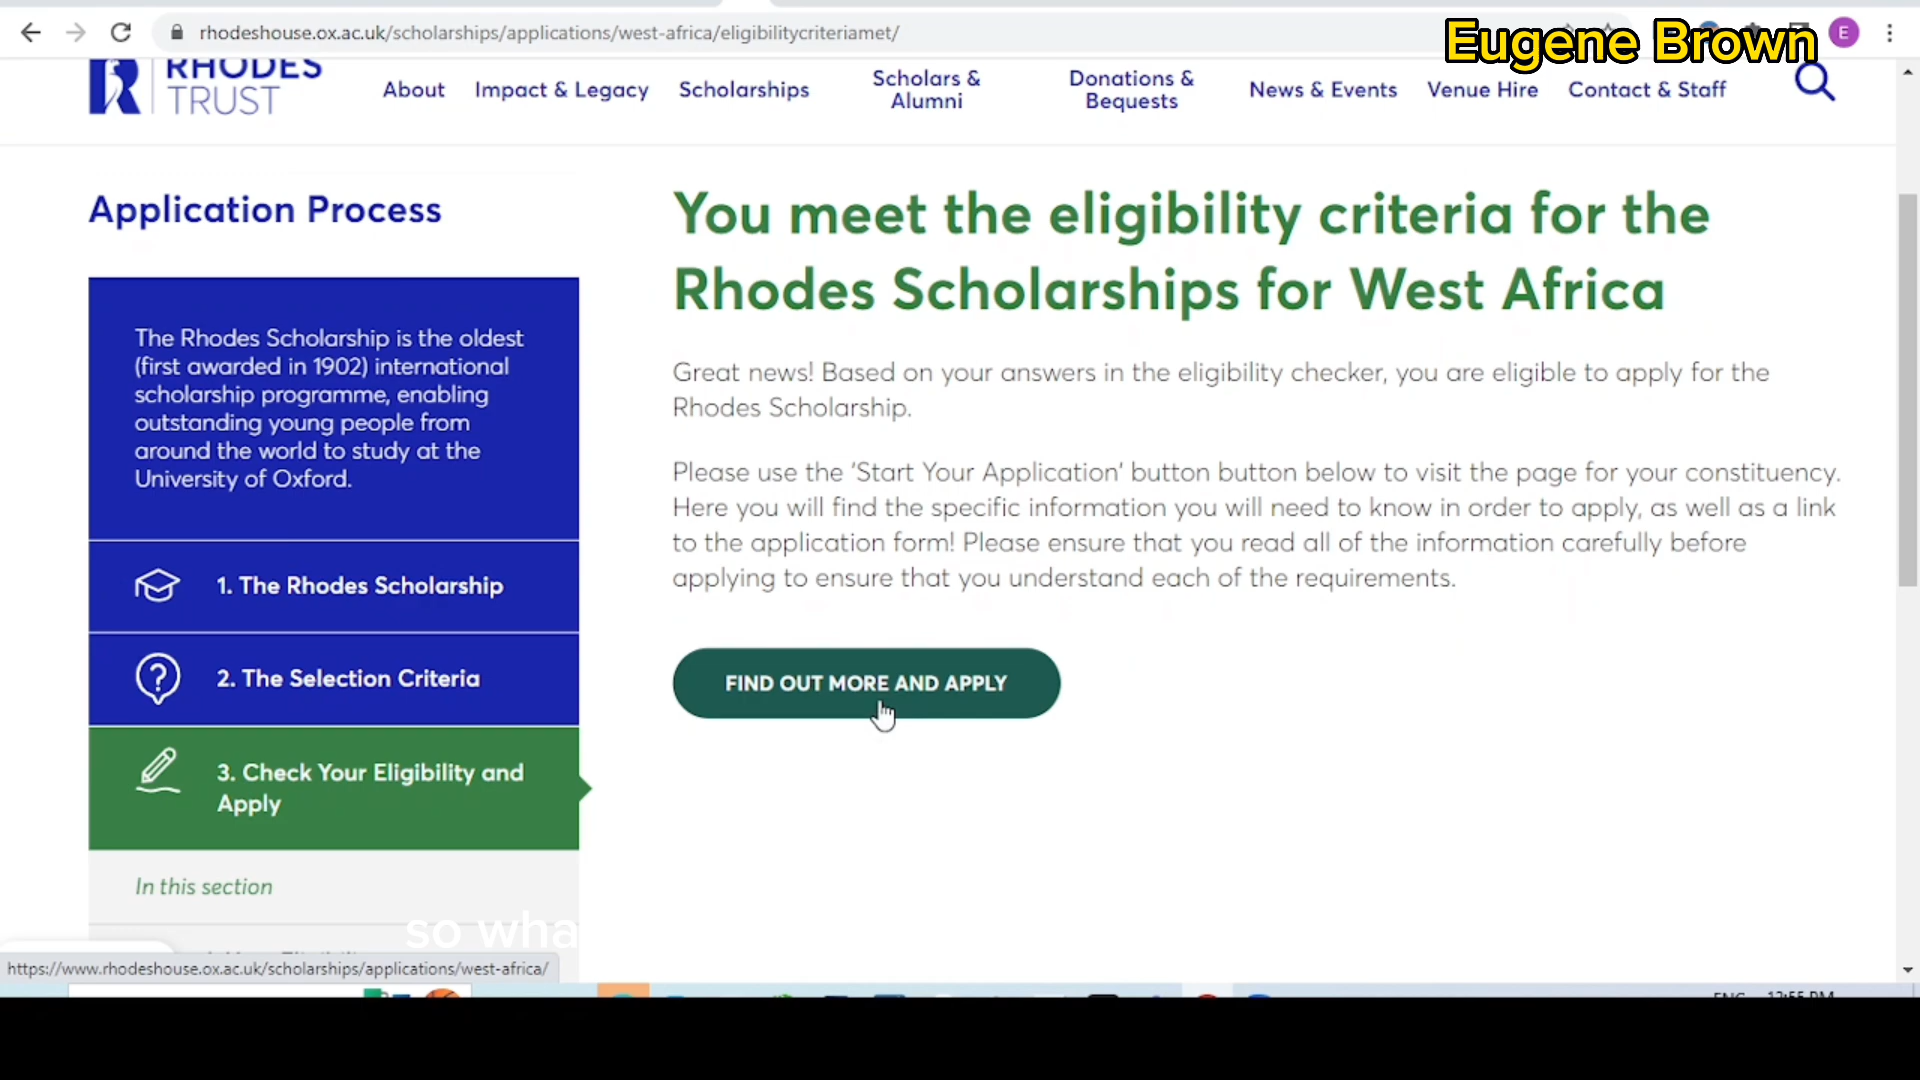 rhodeshouse.ox.ac.uk/scholarships/applications/west-africa/eligibilitycriteriamet/
Eugene Brown
E
RHODES
TRUST
About
Impact & Legacy
Scholarships
Scholars &
Alumni
Donations &
Bequests
News & Events
Venue Hire
Contact & Staff
Application Process
The Rhodes Scholarship is the oldest
(first awarded in 1902) international
scholarship programme, enabling
outstanding young people from
around the world to study at the
University of Oxford.
1. The Rhodes Scholarship
2. The Selection Criteria
3. Check Your Eligibility and
Apply
In this section
You meet the eligibility criteria for the
Rhodes Scholarships for West Africa
Great news! Based on your answers in the eligibility checker, you are eligible to apply for the
Rhodes Scholarship.
Please use the 'Start Your Application' button button below to visit the page for your constituency.
Here you will find the specific information you will need to know in order to apply, as well as a link
to the application form! Please ensure that you read all of the information carefully before
applying to ensure that you understand each of the requirements.
FIND OUT MORE AND APPLY
so wha
https://www.rhodeshouse.ox.ac.uk/scholarships/applications/west-africa/
ENG
12:55 PM